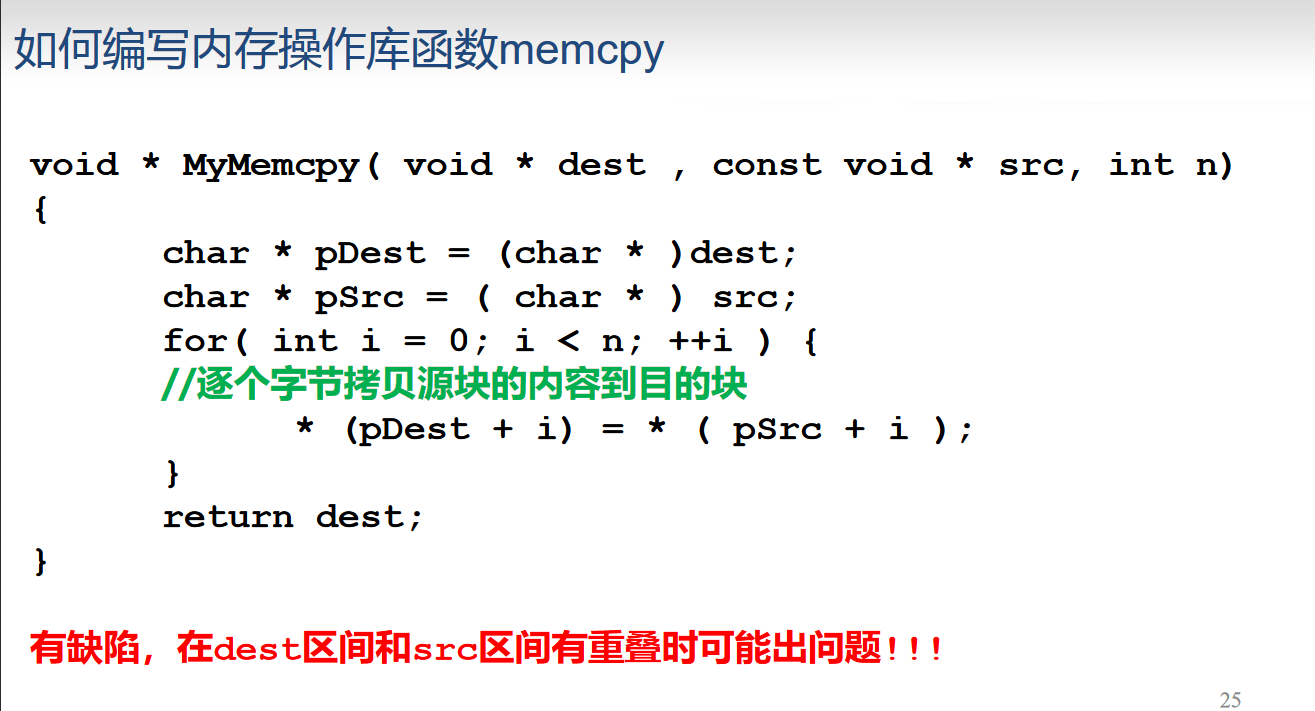 如何编写内存操作库函数memcpy
void * MyMemcpy( void * dest , const void * src, int n)
{
char * pDest = (char * )dest;
char * pSrc = ( char * ) src;
for( int i = 0; i < n; ++i ) {
//逐个字节拷贝源块的内容到目的块
* (pDest + i) = * ( pSrc + i );
}
return dest;
}
有缺陷，在dest区间和src区间有重叠时可能出问题!!!
25